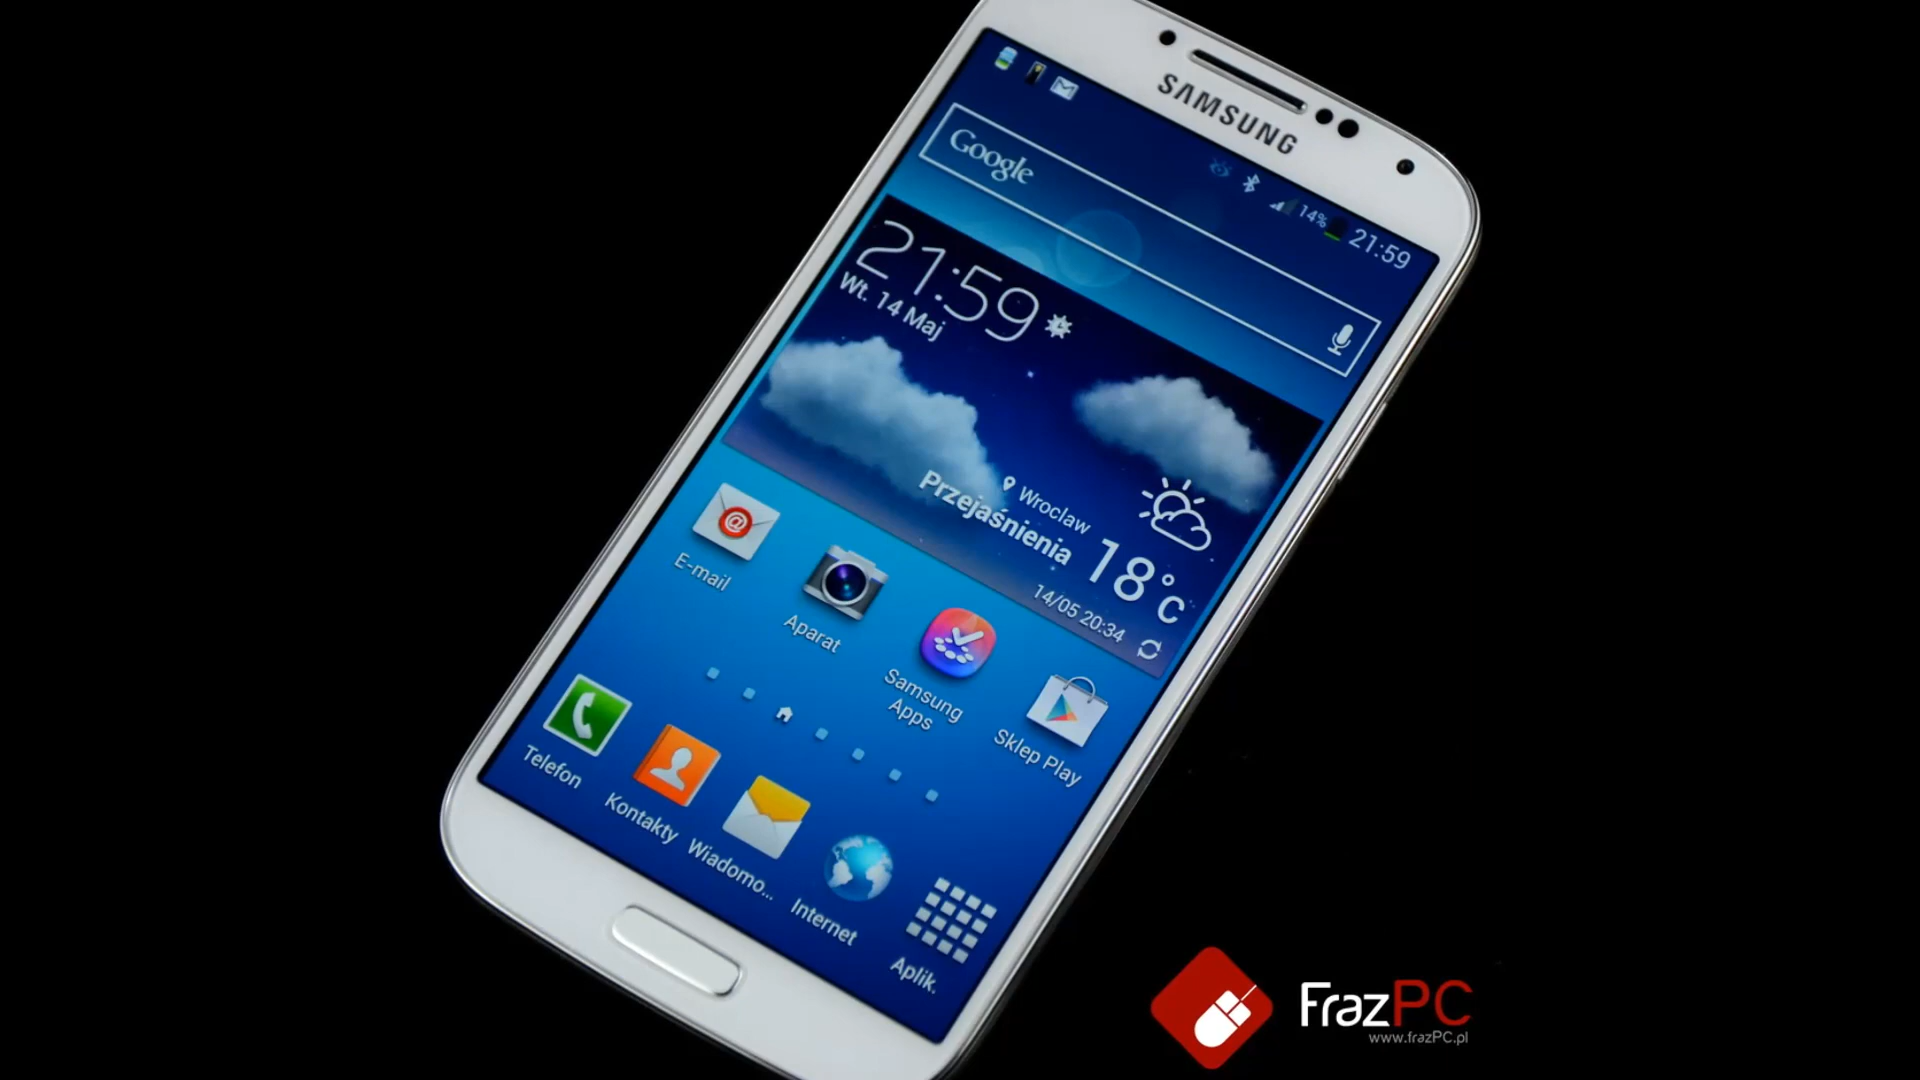 SAMSUNG
14% 21:59
Google
21:59
Wt. 14 Maj
Wroclaw
Przejaśnienia
18°C
14/05 20:34
E-mail
Aparat
Samsung
Apps
Sklep Play
Telefon
Kontakty
Wiadomo...
Internet
Aplik.
FrazPC
www.frazPC.pl